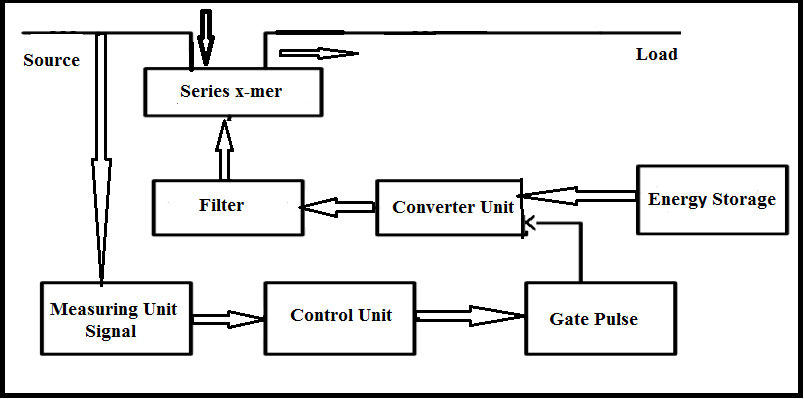 Source
Load
Series x-mer
Filter
Converter Unit
Energy Storage
Measuring Unit
Signal
Control Unit
Gate Pulse